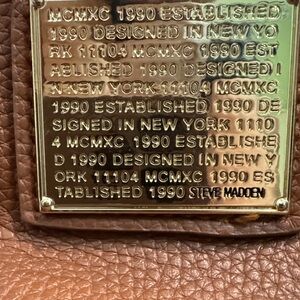 MCMXC 1990 ESTABLISHED
1990 DESIGNED IN NEW YO
RK 11104 MCMXC 1990 EST
ABLISHED 1990 DESIGNED I
N NEW YORK 11104 MCMXC
1990 ESTABLISHED 1990 DE
SIGNED IN NEW YORK 1110
4 MCMXC 1990 ESTABLISHE
D 1990 DESIGNED IN NEW Y
ORK 11104 MCMXC 1990 ES
TABLISHED 1990 STEVE MADDEN